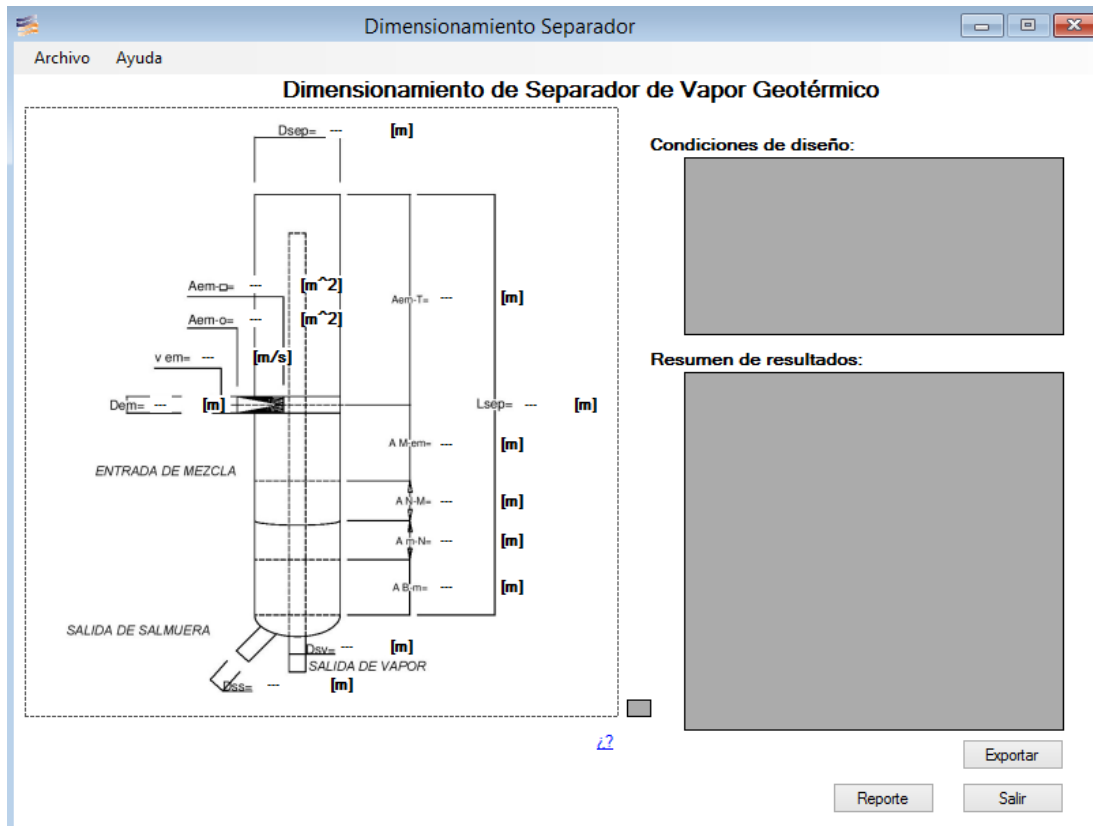 Dimensionamiento Separador
Archivo Ayuda
Dimensionamiento de Separador de Vapor Geotérmico
Dsep= --- [m]
Condiciones de diseño:
Aem-□= --- [m^2]
Aem-T= --- [m]
Aem-o= --- [m^2]
v em= --- [m/s]
Resumen de resultados:
Dem= --- [m]
Lsep= --- [m]
A M-em= --- [m]
ENTRADA DE MEZCLA
A N-M= --- [m]
A m-N= --- [m]
A B-m= --- [m]
SALIDA DE SALMUERA
Dsv= --- [m]
SALIDA DE VAPOR
Dss= --- [m]
¿?
Exportar
Reporte Salir